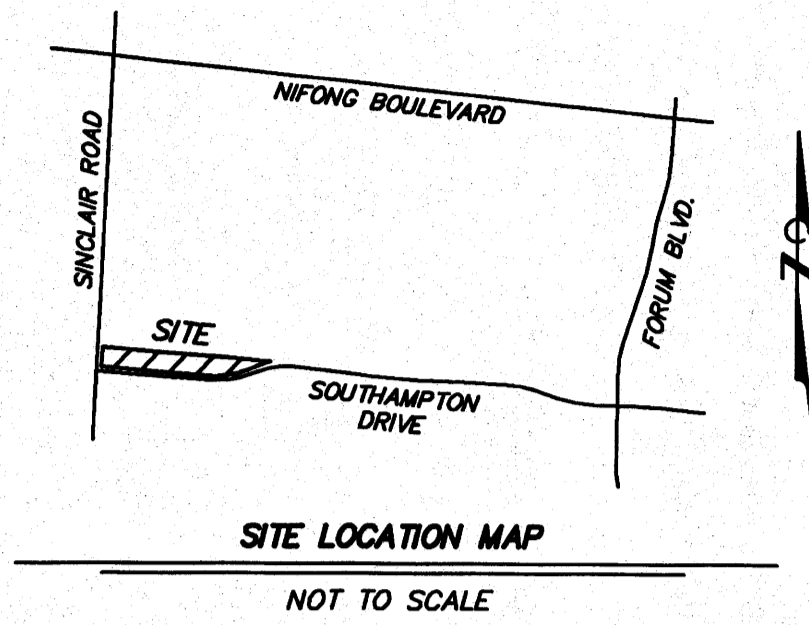 NIFONG BOULEVARD
SINCLAIR ROAD
FORUM BLVD.
SITE
SOUTHAMPTON
DRIVE
SITE LOCATION MAP
NOT TO SCALE